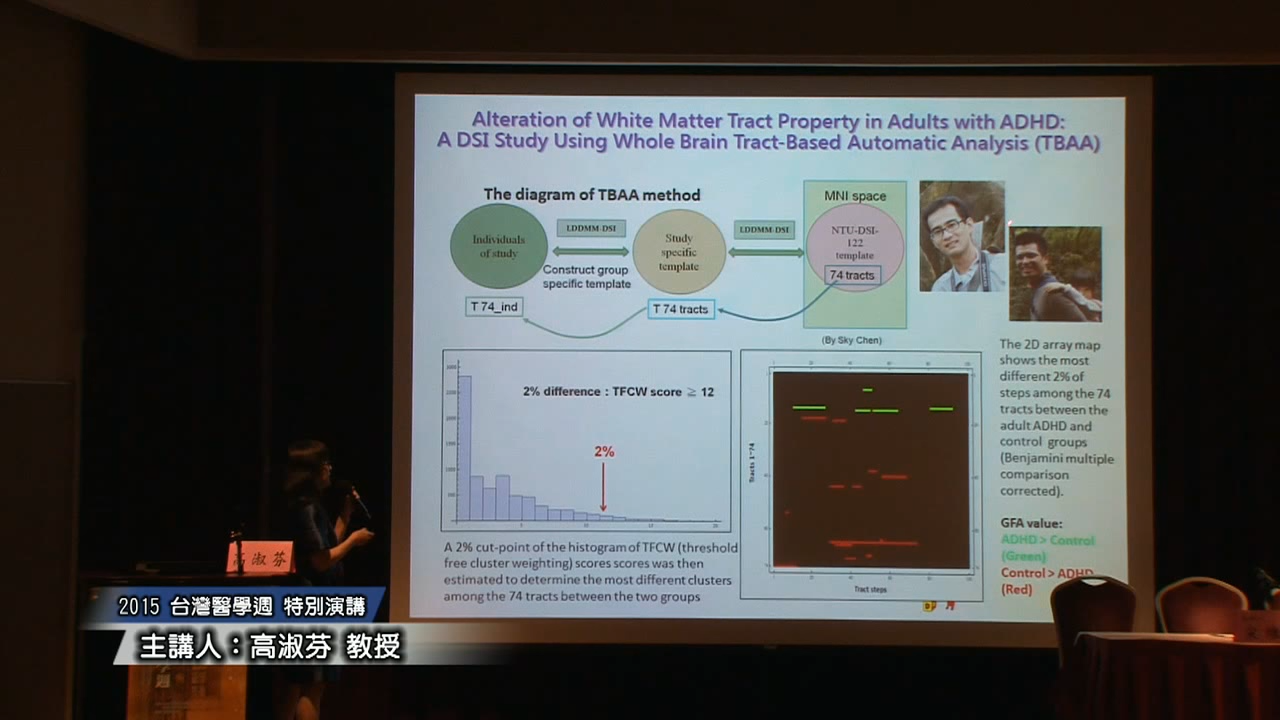 Alteration of White Matter Tract Property in Adults with ADHD:
A DSI Study Using Whole Brain Tract-Based Automatic Analysis (TBAA)
The diagram of TBAA method
Individuals
of study
LDDMM-DSI
Construct group
specific template
Study
specific
template
LDDMM-DSI
MNI space
NTU-DSI-
122
template
74 tracts
T 74_ind
T 74 tracts
(By Sky Chen)
2% difference : TFCW score ≥ 12
2%
A 2% cut-point of the histogram of TFCW (threshold
free cluster weighting) scores scores was then
estimated to determine the most different clusters
among the 74 tracts between the two groups
Tracts 1~74
Tract steps
The 2D array map
shows the most
different 2% of
steps among the 74
tracts between the
adult ADHD and
control groups
(Benjamini multiple
comparison
corrected).
GFA value:
ADHD > Control
(Green)
Control > ADHD
(Red)
高淑芬
2015 台灣醫學週 特別演講
主講人：高淑芬 教授